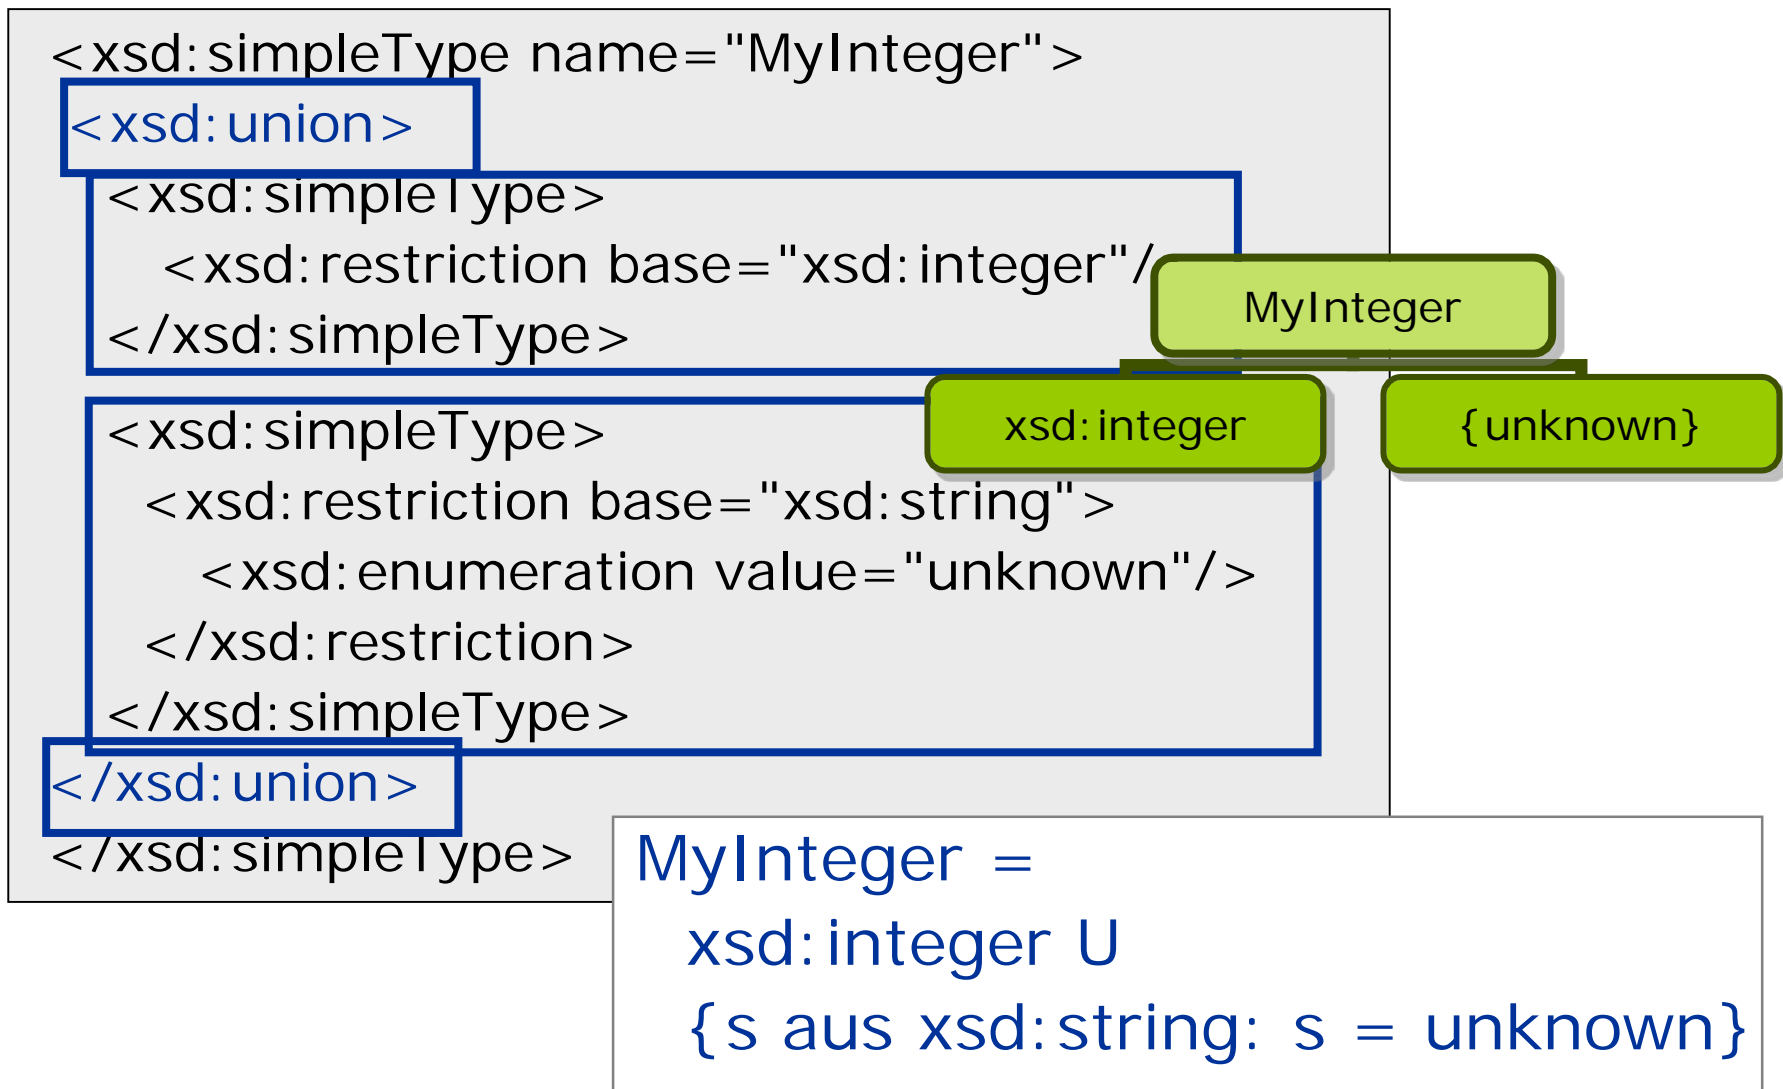 <xsd:simpleType name="MyInteger">
<xsd:union>
<xsd:simpleType>
<xsd:restriction base="xsd:integer"/
</xsd:simpleType>
<xsd:simpleType>
<xsd:restriction base="xsd:string">
<xsd:enumeration value="unknown"/>
</xsd:restriction>
</xsd:simpleType>
</xsd:union>
</xsd:simpleType>
MyInteger
xsd:integer
{unknown}
MyInteger =
xsd:integer U
{s aus xsd:string: s = unknown}